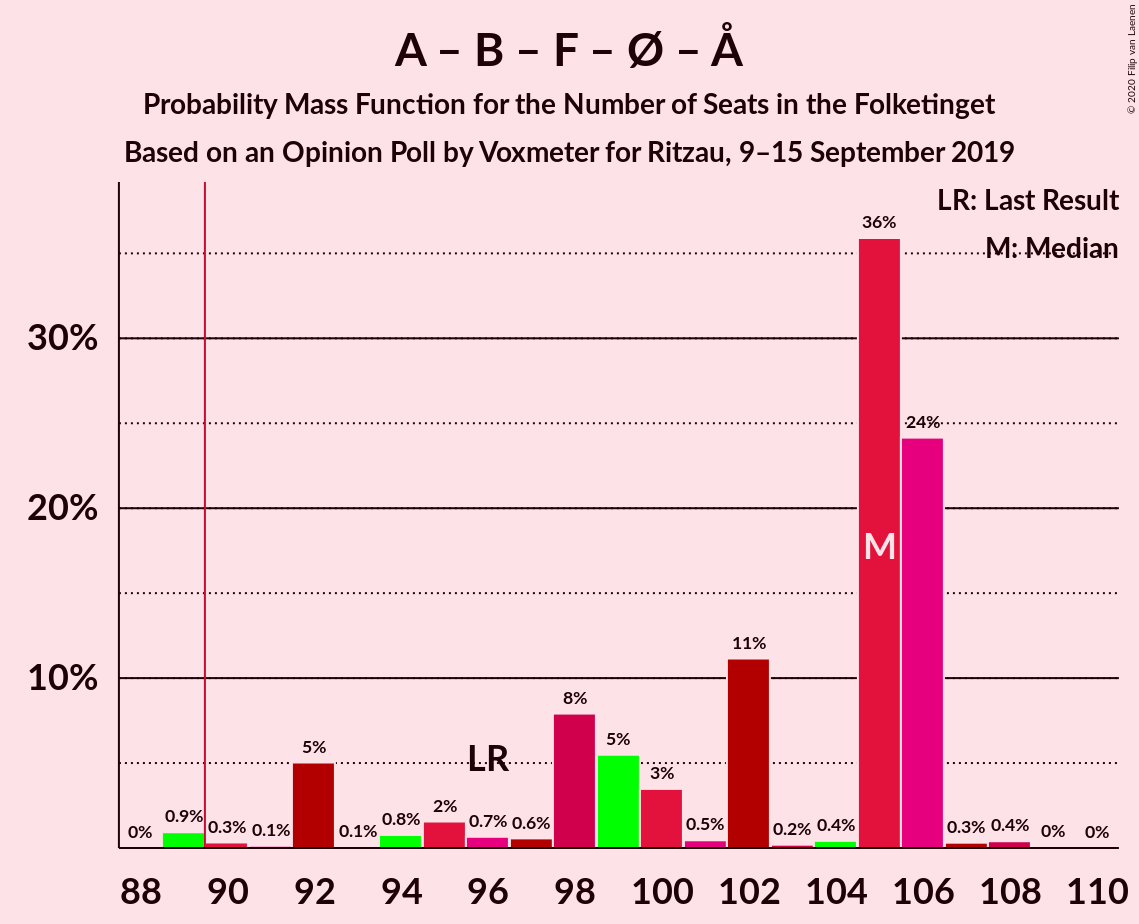 A – B – F – Ø – Å
Probability Mass Function for the Number of Seats in the Folketinget
Based on an Opinion Poll by Voxmeter for Ritzau, 9–15 September 2019
© 2020 Filip van Laenen
LR: Last Result
M: Median
30%
20%
10%
0%
0.9%
0.3%
0.1%
5%
0.1%
0.8%
2%
0.7%
0.6%
8%
5%
3%
0.5%
11%
0.2%
0.4%
36%
24%
0.3%
0.4%
0%
0%
LR
M
88 90 92 94 96 98 100 102 104 106 108 110